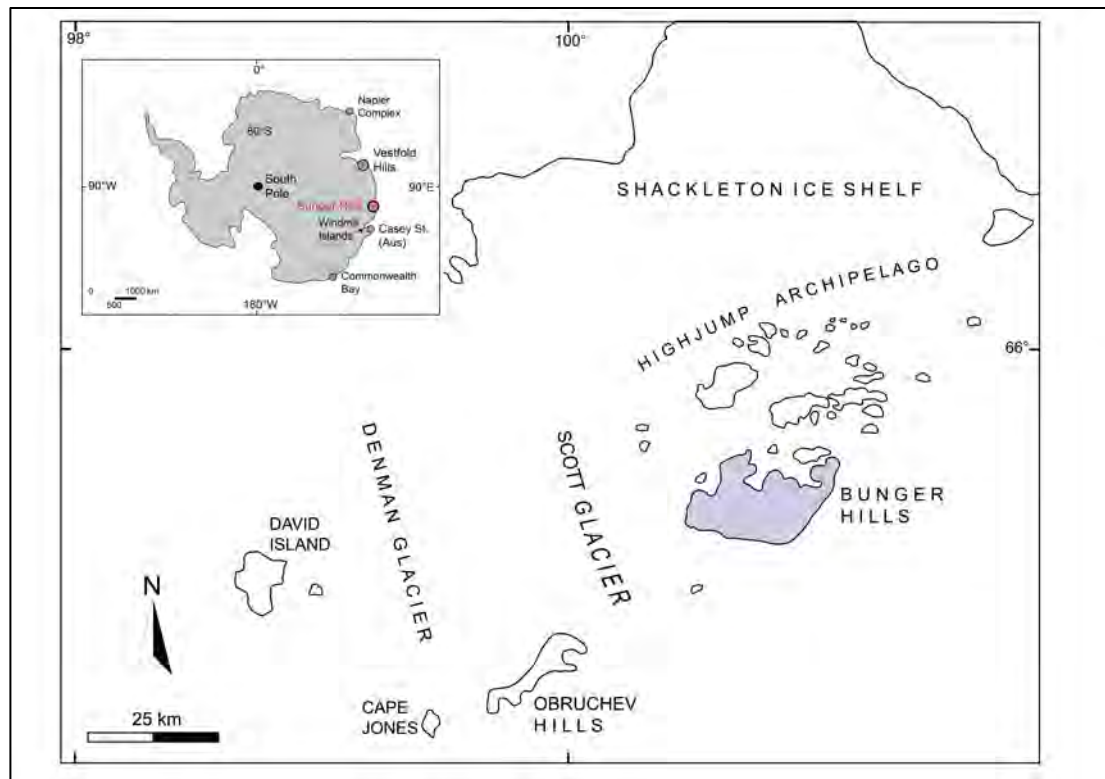 98°
100°
0°
Napier
Complex
60°S
Vestfold
Hills
90°W
South
Pole
90°E
Bunger Hills
Windmill
Islands
Casey St.
(Aus)
Commonwealth
Bay
0
1000 km
500
180°W
SHACKLETON ICE SHELF
HIGHJUMP ARCHIPELAGO
66°
DENMAN GLACIER
SCOTT GLACIER
BUNGER
HILLS
DAVID
ISLAND
N
CAPE
JONES
OBRUCHEV
HILLS
25 km